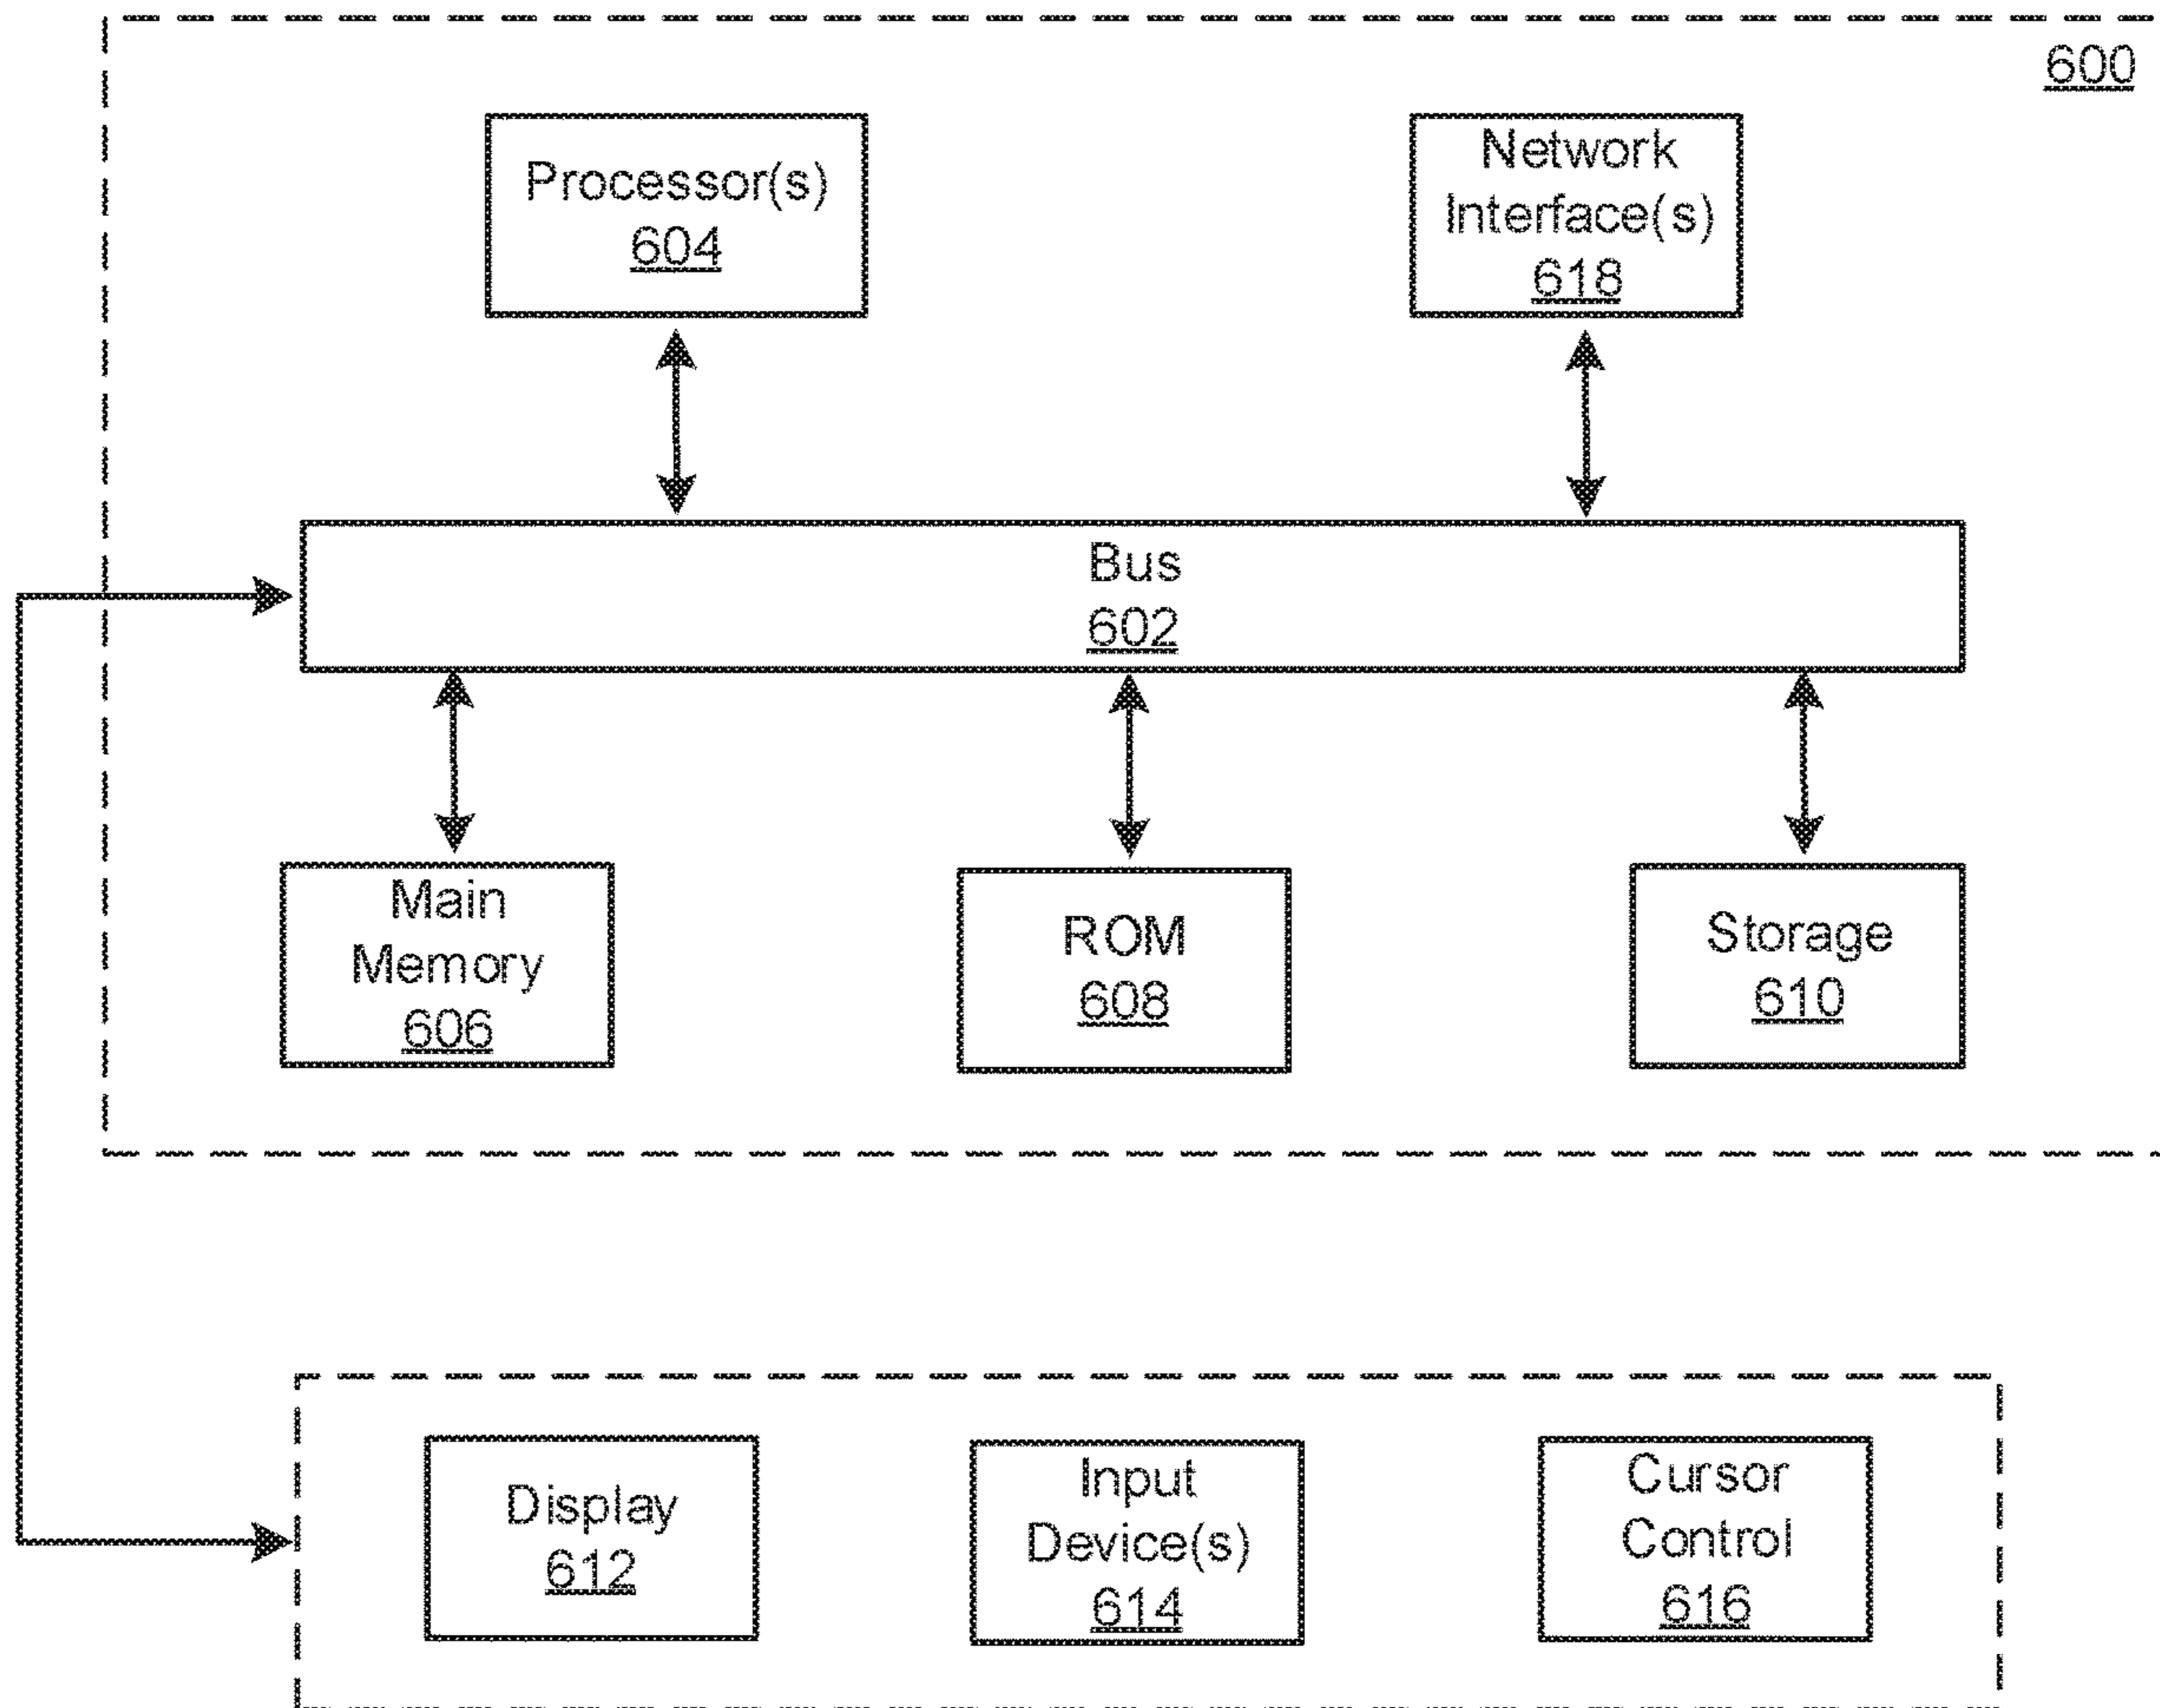 600
Processor(s)
604
Network
Interface(s)
618
Bus
602
Main
Memory
606
ROM
608
Storage
610
Display
612
Input
Device(s)
614
Cursor
Control
616